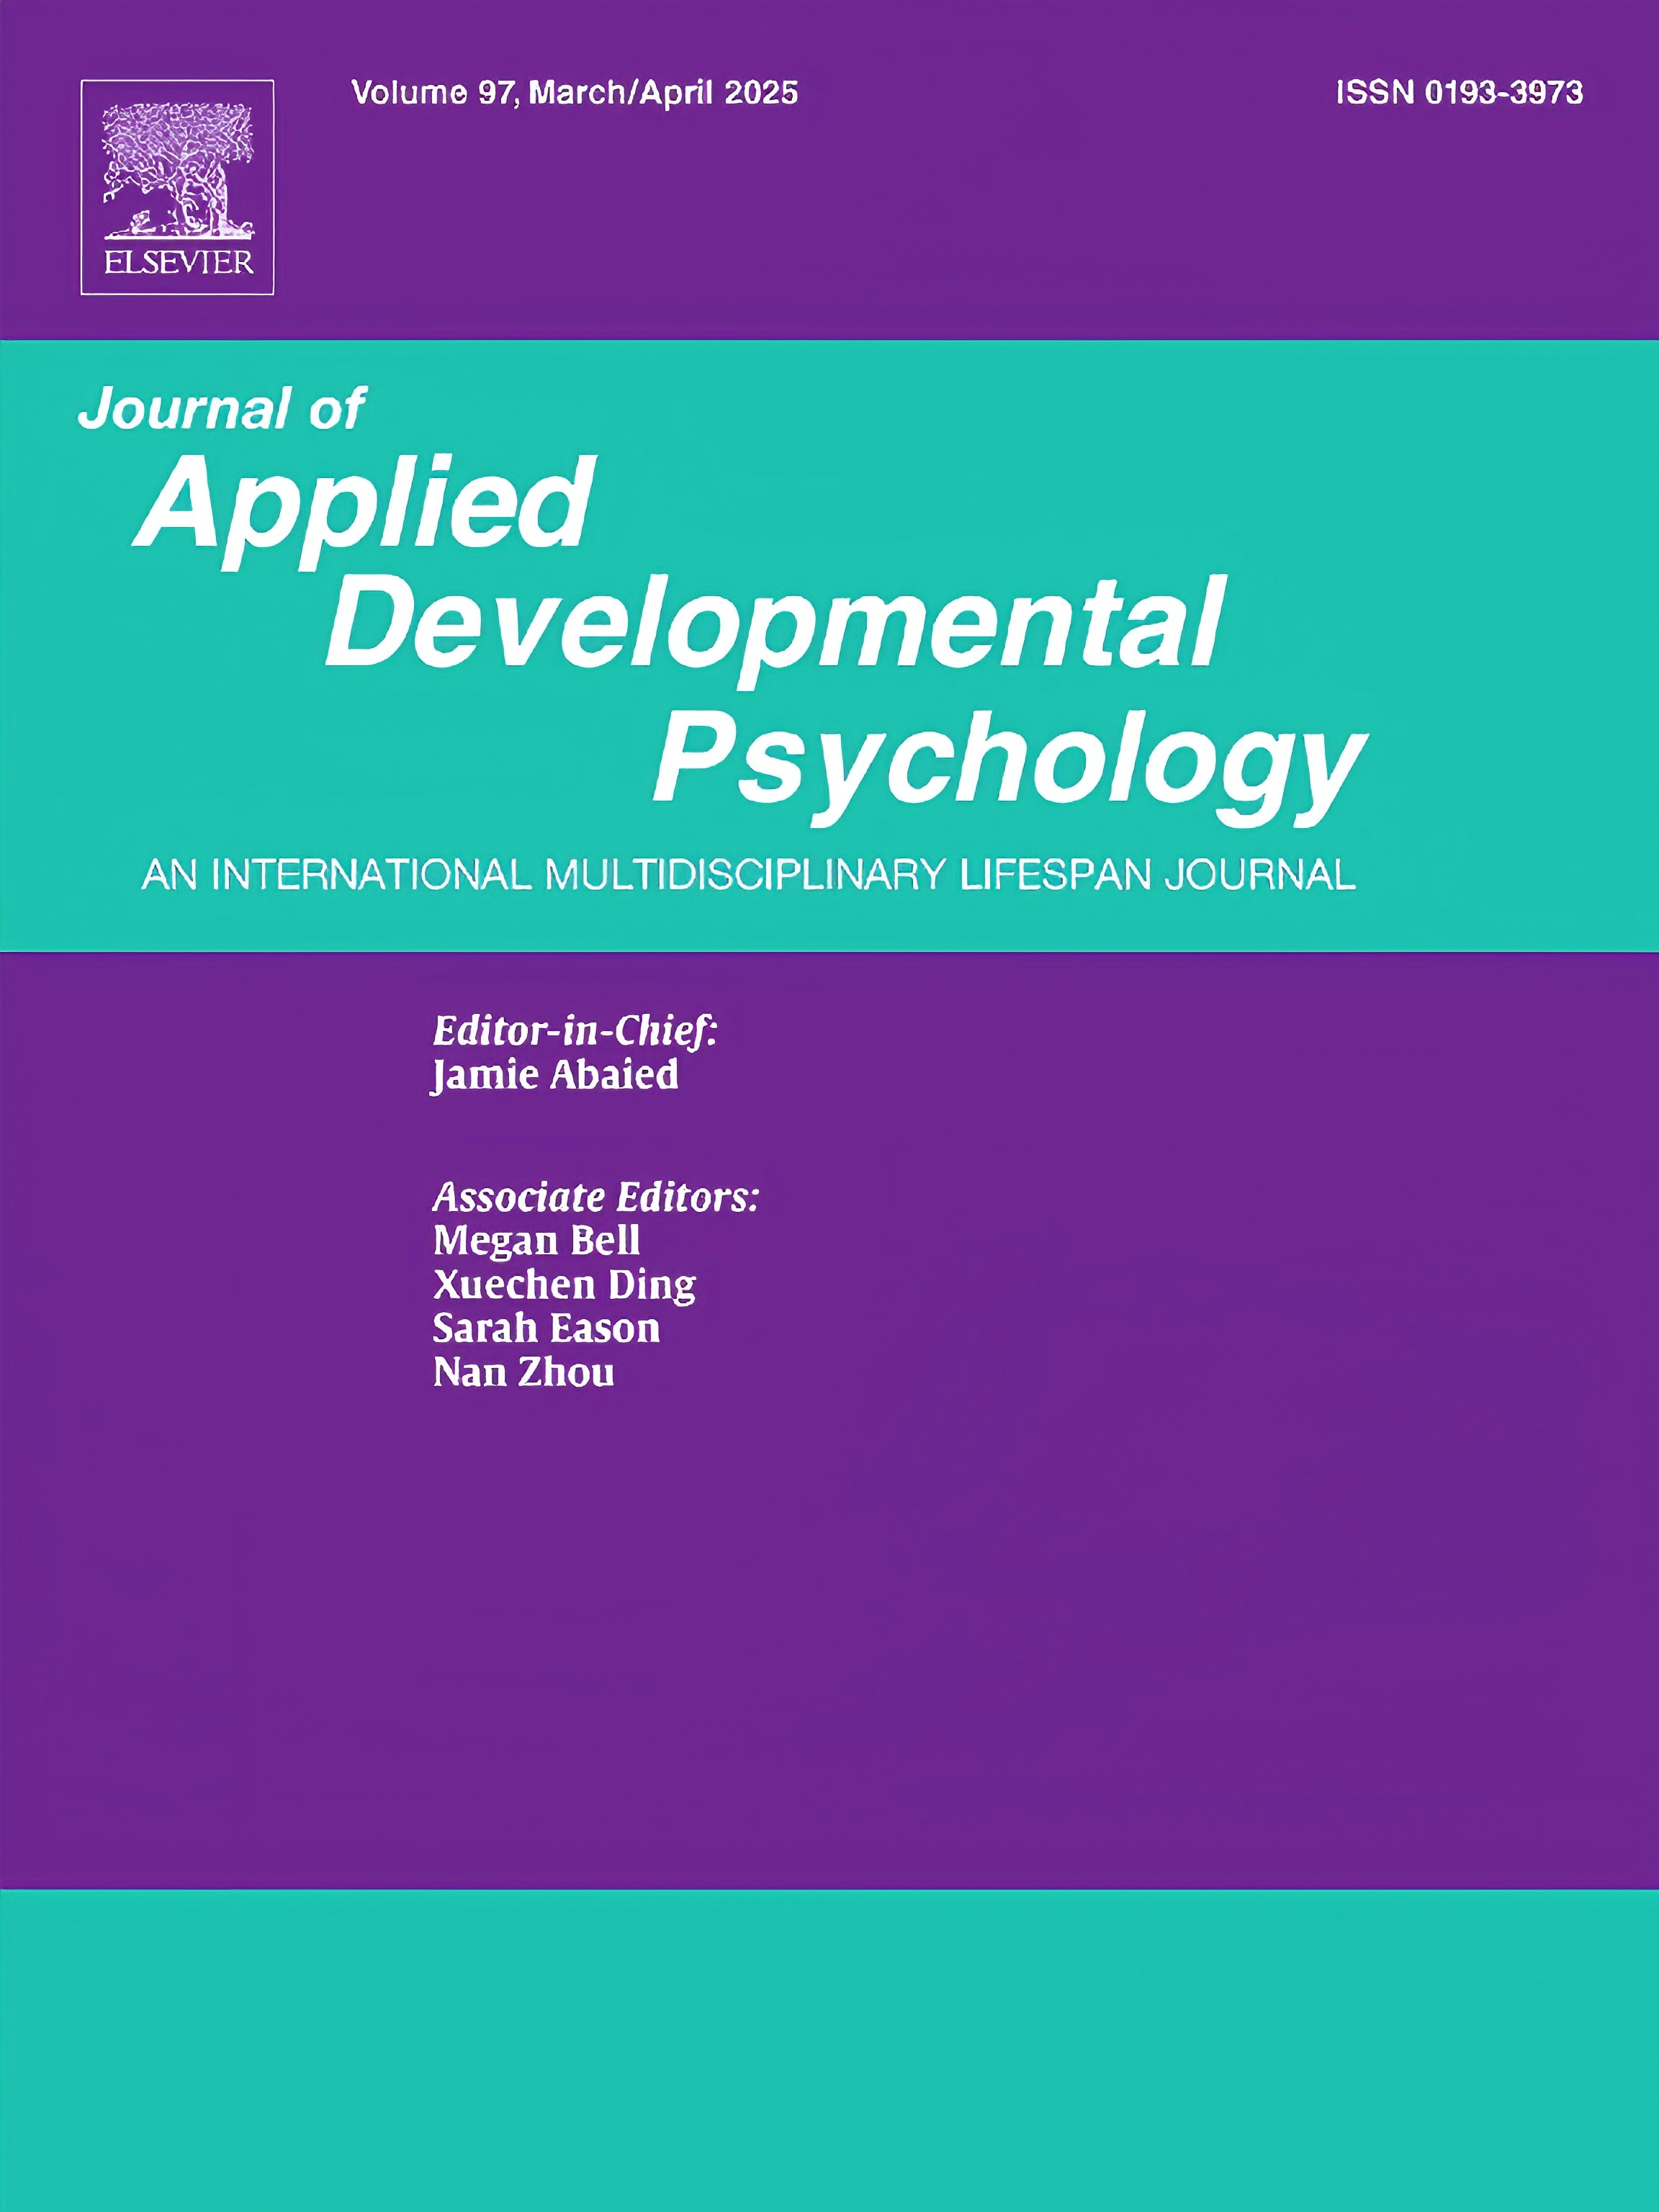 Volume 97, March/April 2025
ISSN 0193-3973
ELSEVIER
Journal of
Applied
Developmental
Psychology
AN INTERNATIONAL MULTIDISCIPLINARY LIFESPAN JOURNAL
Editor-in-Chief:
Jamie Abaied
Associate Editors:
Megan Bell
Xuechen Ding
Sarah Eason
Nan Zhou